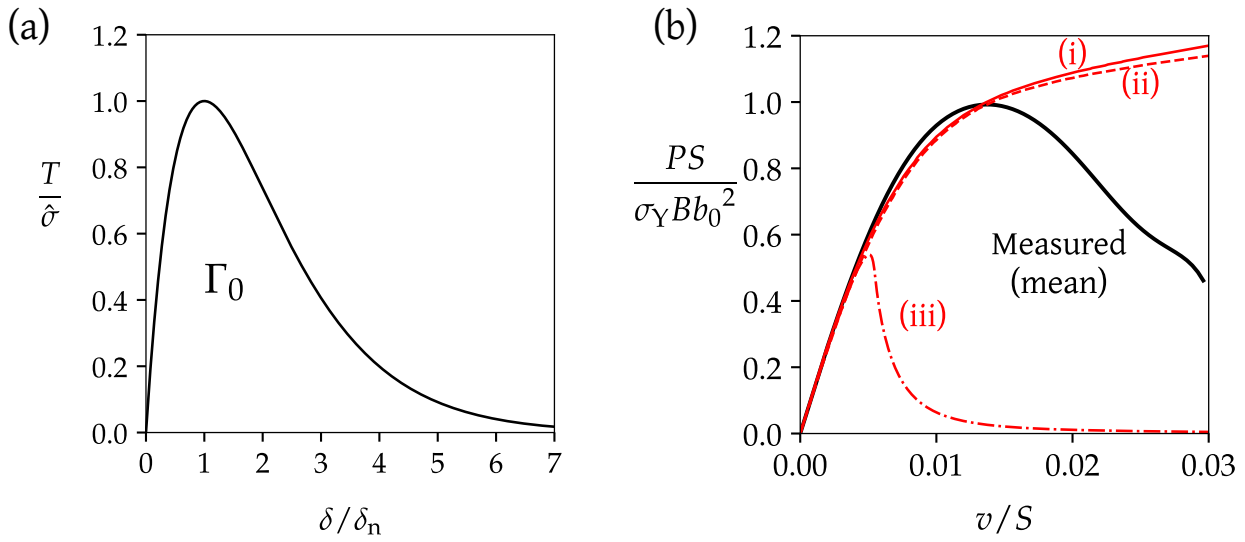 (a)
1.2
1.0
0.8
0.6
0.4
0.2
0.0
T
σ̂
Γ₀
0 1 2 3 4 5 6 7
δ/δₙ
(b)
1.2
1.0
0.8
0.6
0.4
0.2
0.0
PS
σ_Y B b₀²
(i)
(ii)
Measured
(mean)
(iii)
0.00 0.01 0.02 0.03
v/S